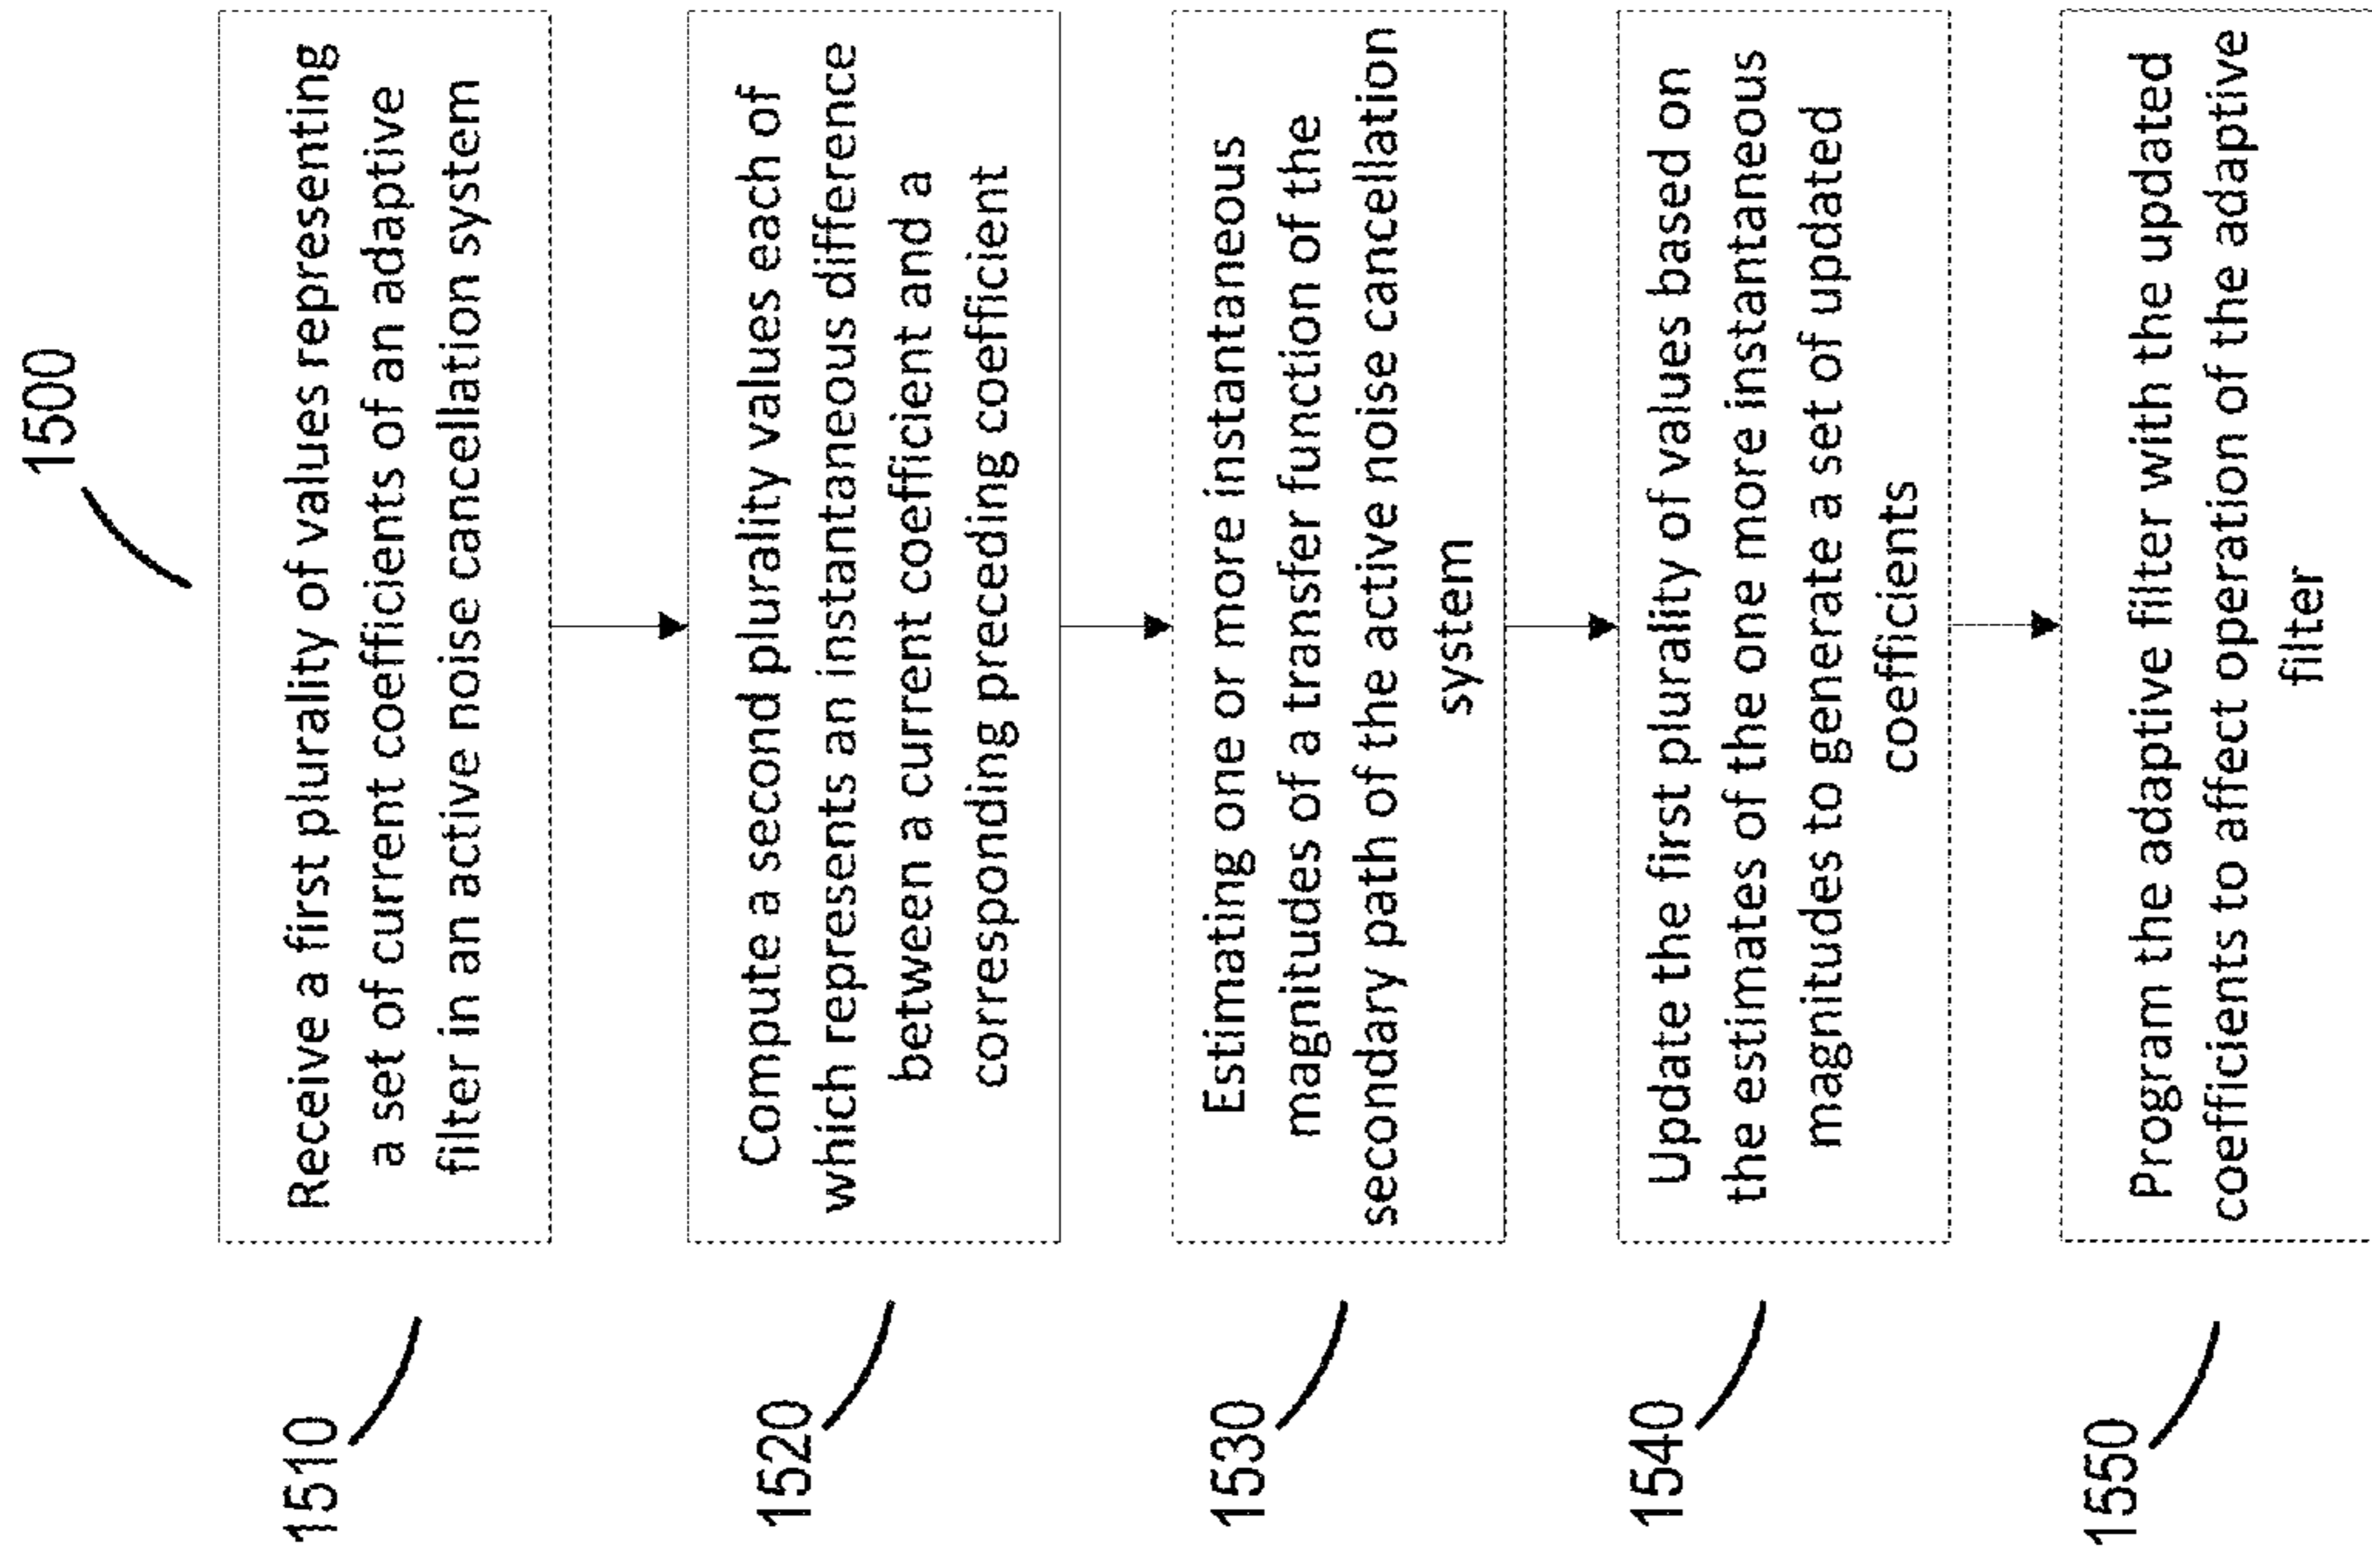 1500
1510
Receive a first plurality of values representing
a set of current coefficients of an adaptive
filter in an active noise cancellation system
1520
Compute a second plurality values each of
which represents an instantaneous difference
between a current coefficient and a
corresponding preceding coefficient
1530
Estimating one or more instantaneous
magnitudes of a transfer function of the
secondary path of the active noise cancellation
system
1540
Update the first plurality of values based on
the estimates of the one more instantaneous
magnitudes to generate a set of updated
coefficients
1550
Program the adaptive filter with the updated
coefficients to affect operation of the adaptive
filter